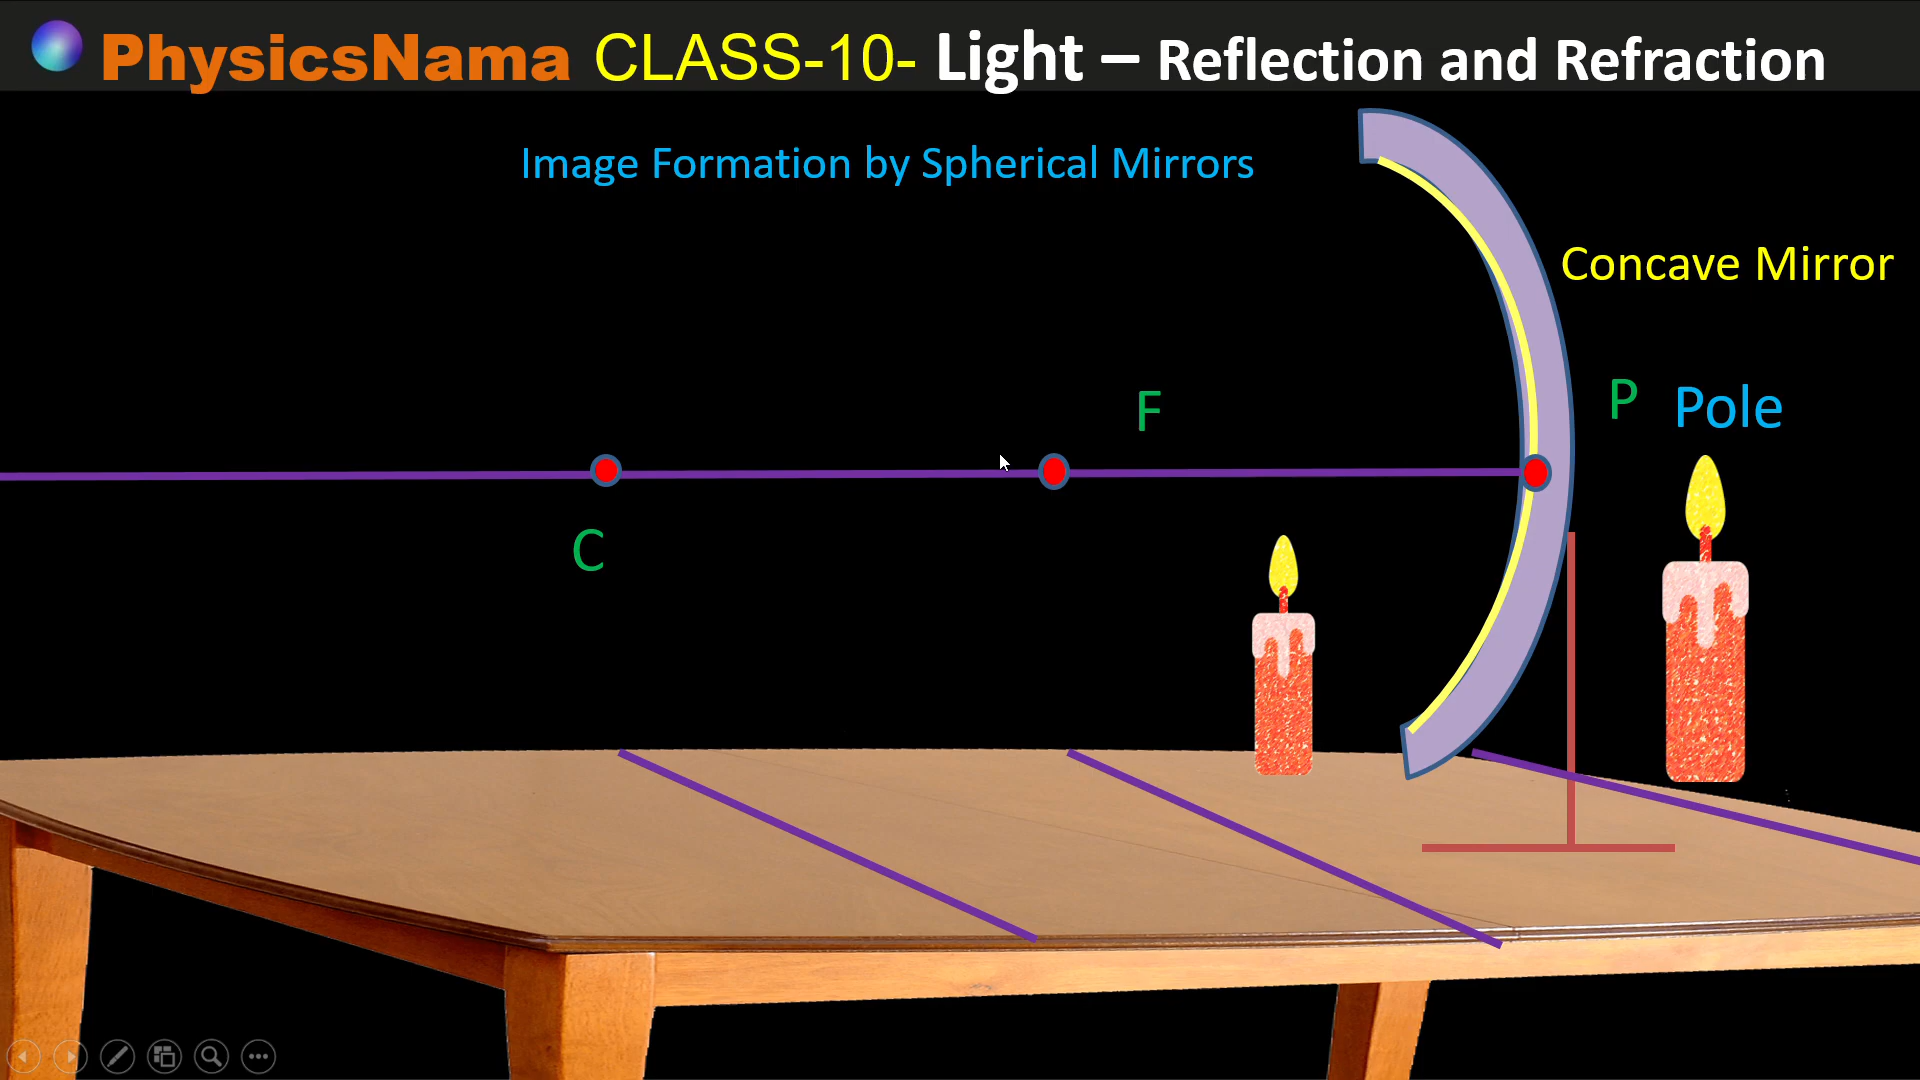 PhysicsNama CLASS-10- Light – Reflection and Refraction
Image Formation by Spherical Mirrors
Concave Mirror
F
P Pole
C